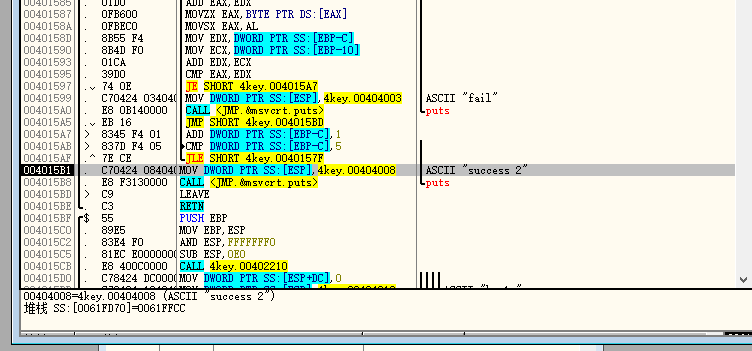 00401585 . 01D0 ADD EAX,EDX
00401587 . 0FB600 MOVZX EAX,BYTE PTR DS:[EAX]
0040158A . 0FBEC0 MOVSX EAX,AL
0040158D . 8B55 F4 MOV EDX,DWORD PTR SS:[EBP-C]
00401590 . 8B4D F0 MOV ECX,DWORD PTR SS:[EBP-10]
00401593 . 01CA ADD EDX,ECX
00401595 . 39D0 CMP EAX,EDX
00401597 . 74 0E JE SHORT 4key.004015A7
00401599 . C70424 034040 MOV DWORD PTR SS:[ESP],4key.00404003 ASCII "fail"
004015A0 . E8 0B140000 CALL <JMP.&msvcrt.puts> puts
004015A5 . EB 16 JMP SHORT 4key.004015BD
004015A7 > 8345 F4 01 ADD DWORD PTR SS:[EBP-C],1
004015AB > 837D F4 05 CMP DWORD PTR SS:[EBP-C],5
004015AF .^ 7E CE JLE SHORT 4key.0040157F
004015B1 . C70424 084040 MOV DWORD PTR SS:[ESP],4key.00404008 ASCII "success 2"
004015B8 . E8 F3130000 CALL <JMP.&msvcrt.puts> puts
004015BD > C9 LEAVE
004015BE . C3 RETN
004015BF $ 55 PUSH EBP
004015C0 . 89E5 MOV EBP,ESP
004015C2 . 83E4 F0 AND ESP,FFFFFFF0
004015C5 . 81EC E0000000 SUB ESP,0E0
004015CB . E8 400C0000 CALL 4key.00402210
004015D0 . C78424 DC0000 MOV DWORD PTR SS:[ESP+DC],0
00404008=4key.00404008 (ASCII "success 2")
堆栈 SS:[0061FD70]=0061FFCC